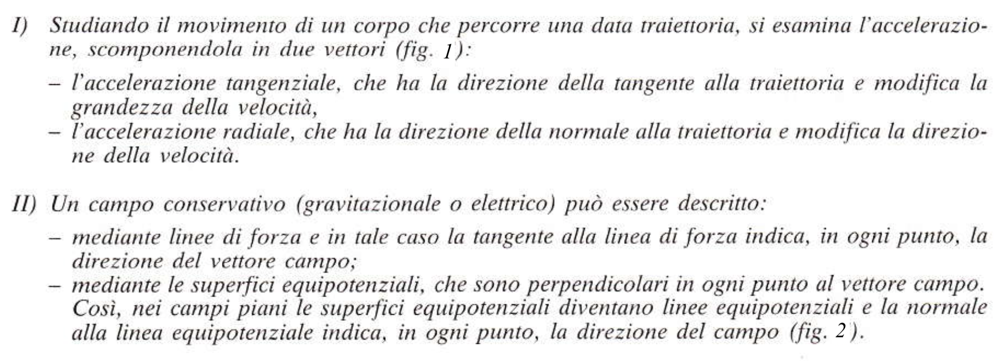 I) Studiando il movimento di un corpo che percorre una data traiettoria, si esamina l'accelerazio-
ne, scomponendola in due vettori (fig. 1):
– l'accelerazione tangenziale, che ha la direzione della tangente alla traiettoria e modifica la
grandezza della velocità,
– l'accelerazione radiale, che ha la direzione della normale alla traiettoria e modifica la direzio-
ne della velocità.
II) Un campo conservativo (gravitazionale o elettrico) può essere descritto:
– mediante linee di forza e in tale caso la tangente alla linea di forza indica, in ogni punto, la
direzione del vettore campo;
– mediante le superfici equipotenziali, che sono perpendicolari in ogni punto al vettore campo.
Così, nei campi piani le superfici equipotenziali diventano linee equipotenziali e la normale
alla linea equipotenziale indica, in ogni punto, la direzione del campo (fig. 2).